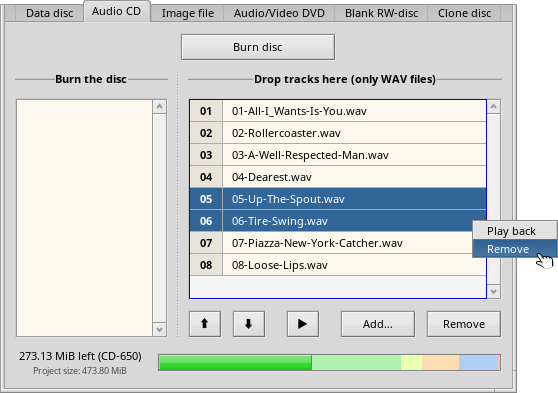 Data disc
Audio CD
Image file
Audio/Video DVD
Blank RW-disc
Clone disc
Burn disc
Burn the disc
Drop tracks here (only WAV files)
01 01-All-I_Wants-Is-You.wav
02 02-Rollercoaster.wav
03 03-A-Well-Respected-Man.wav
04 04-Dearest.wav
05 05-Up-The-Spout.wav
06 06-Tire-Swing.wav
07 07-Piazza-New-York-Catcher.wav
08 08-Loose-Lips.wav
Play back
Remove
Add...
Remove
273.13 MiB left (CD-650)
Project size: 473.80 MiB